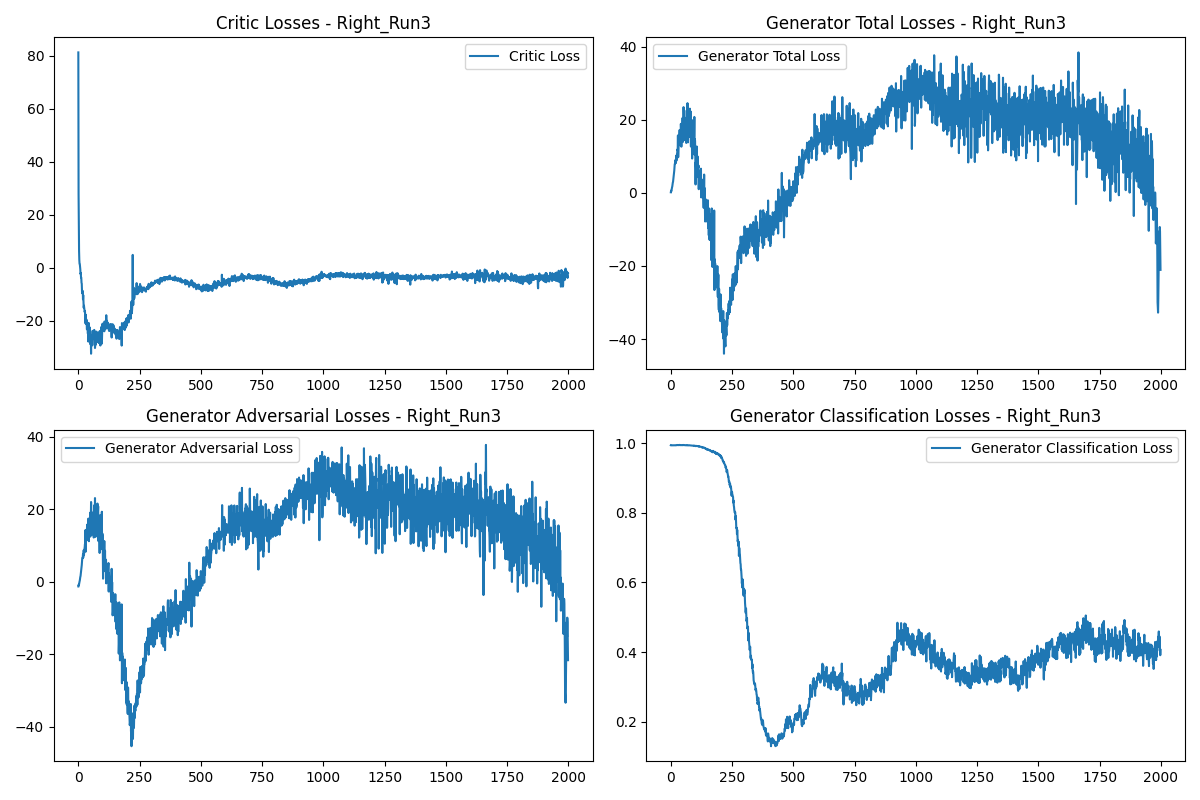 Critic Losses - Right_Run3
Critic Loss
80
60
40
20
0
−20
0 250 500 750 1000 1250 1500 1750 2000
Generator Total Losses - Right_Run3
Generator Total Loss
40
20
0
−20
−40
0 250 500 750 1000 1250 1500 1750 2000
Generator Adversarial Losses - Right_Run3
Generator Adversarial Loss
40
20
0
−20
−40
0 250 500 750 1000 1250 1500 1750 2000
Generator Classification Losses - Right_Run3
Generator Classification Loss
1.0
0.8
0.6
0.4
0.2
0 250 500 750 1000 1250 1500 1750 2000